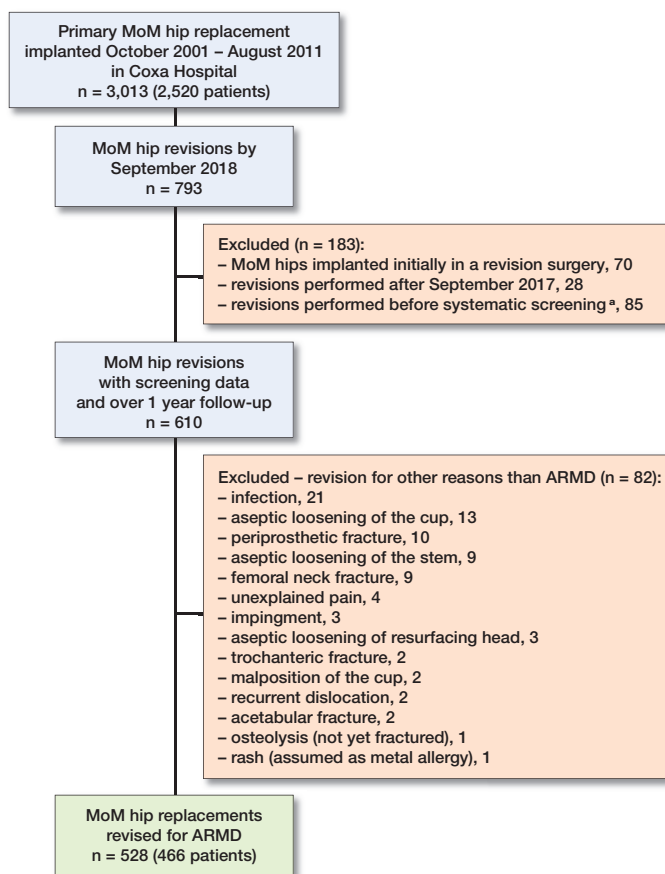 Primary MoM hip replacement
implanted October 2001 – August 2011
in Coxa Hospital
n = 3,013 (2,520 patients)
MoM hip revisions by
September 2018
n = 793
Excluded (n = 183):
– MoM hips implanted initially in a revision surgery, 70
– revisions performed after September 2017, 28
– revisions performed before systematic screening ᵃ, 85
MoM hip revisions
with screening data
and over 1 year follow-up
n = 610
Excluded – revision for other reasons than ARMD (n = 82):
– infection, 21
– aseptic loosening of the cup, 13
– periprosthetic fracture, 10
– aseptic loosening of the stem, 9
– femoral neck fracture, 9
– unexplained pain, 4
– impingment, 3
– aseptic loosening of resurfacing head, 3
– trochanteric fracture, 2
– malposition of the cup, 2
– recurrent dislocation, 2
– acetabular fracture, 2
– osteolysis (not yet fractured), 1
– rash (assumed as metal allergy), 1
MoM hip replacements
revised for ARMD
n = 528 (466 patients)